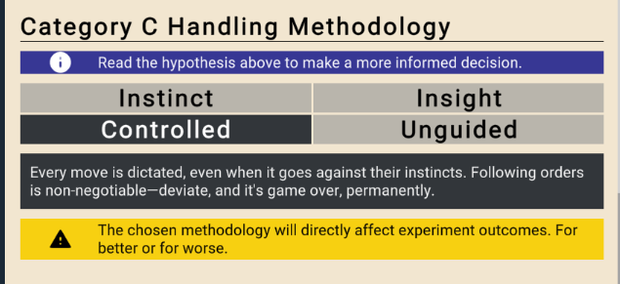 Category C Handling Methodology
Read the hypothesis above to make a more informed decision.
Instinct
Insight
Controlled
Unguided
Every move is dictated, even when it goes against their instincts. Following orders
is non-negotiable—deviate, and it's game over, permanently.
The chosen methodology will directly affect experiment outcomes. For
better or for worse.